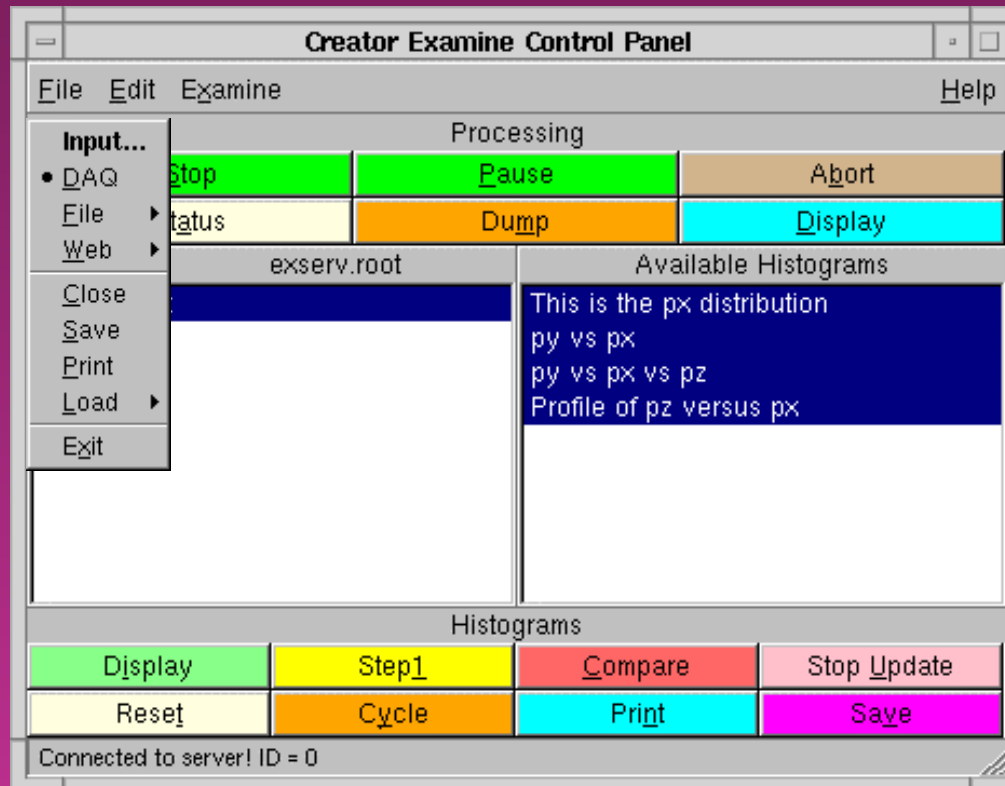 Creator Examine Control Panel
File Edit Examine Help
Input...
DAQ
File
Web
Close
Save
Print
Load
Exit
Processing
Stop Pause Abort
tatus Dump Display
exserv.root Available Histograms
This is the px distribution
py vs px
py vs px vs pz
Profile of pz versus px
Histograms
Display Step1 Compare Stop Update
Reset Cycle Print Save
Connected to server! ID = 0